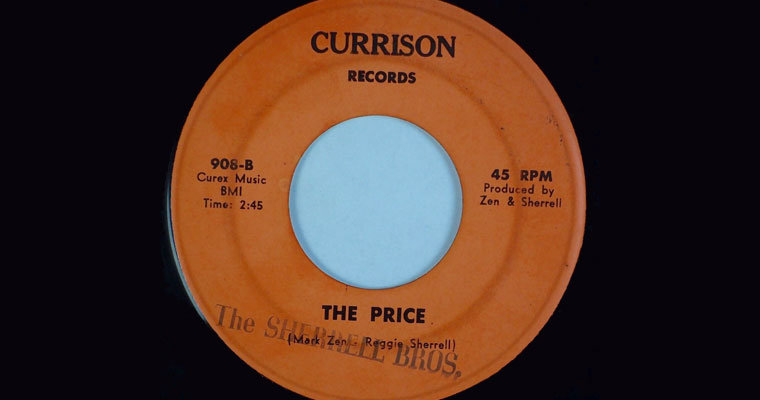 CURRISON
RECORDS
908-B
Curex Music
BMI
Time: 2:45
45 RPM
Produced by
Zen & Sherrell
THE PRICE
(Mark Zen - Reggie Sherrell)
The SHERRELL BROS.